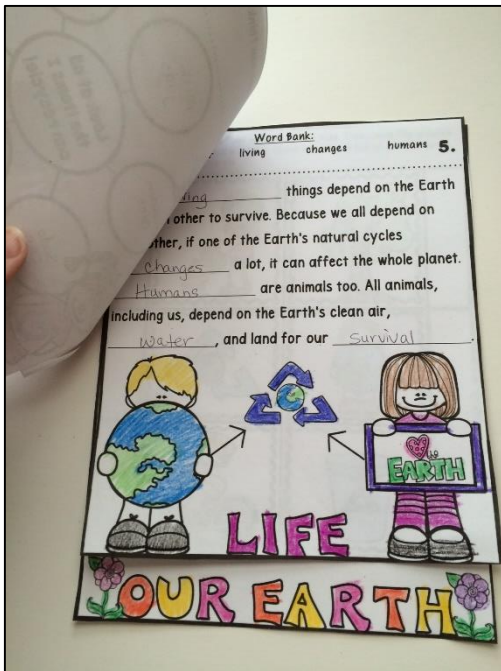 Word Bank:
living changes humans 5.
things depend on the Earth
other to survive. Because we all depend on
if one of the Earth's natural cycles
changes a lot, it can affect the whole planet.
Humans are animals too. All animals,
including us, depend on the Earth's clean air,
water, and land for our survival.
EARTH
LIFE
OUR EARTH